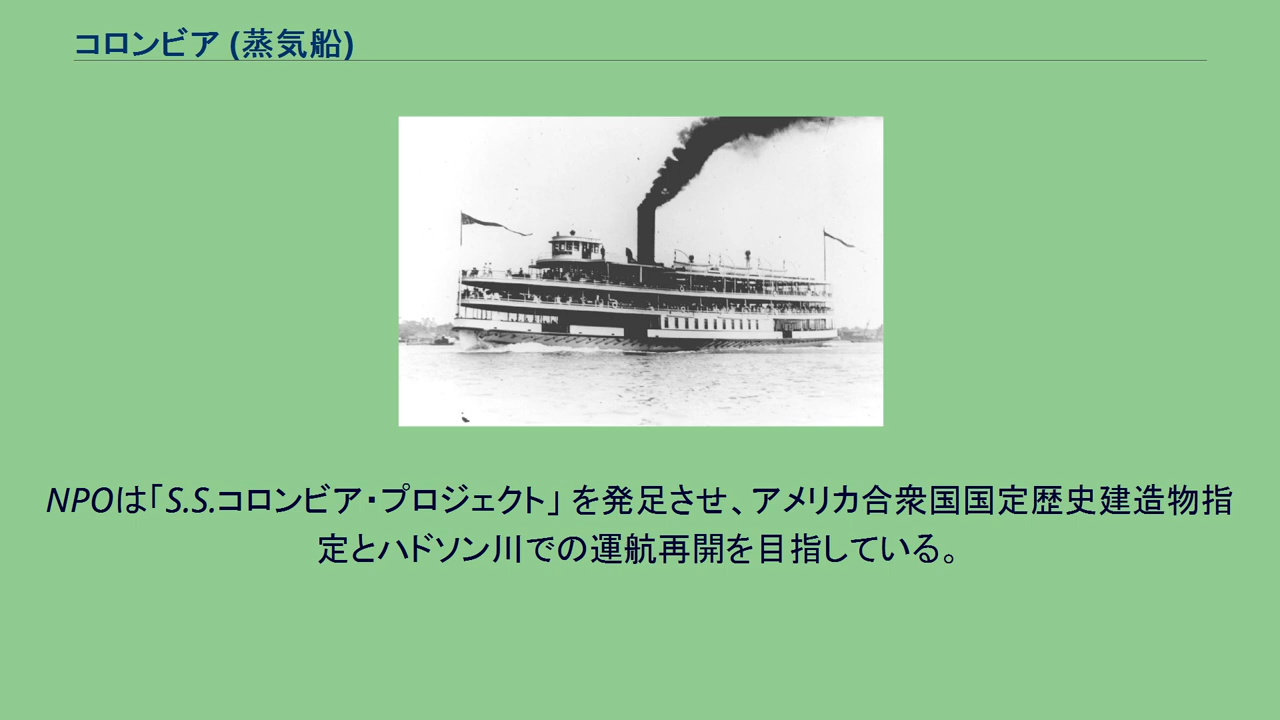 コロンビア (蒸気船)
NPOは「S.S.コロンビア・プロジェクト」を発足させ、アメリカ合衆国国定歴史建造物指
定とハドソン川での運航再開を目指している。